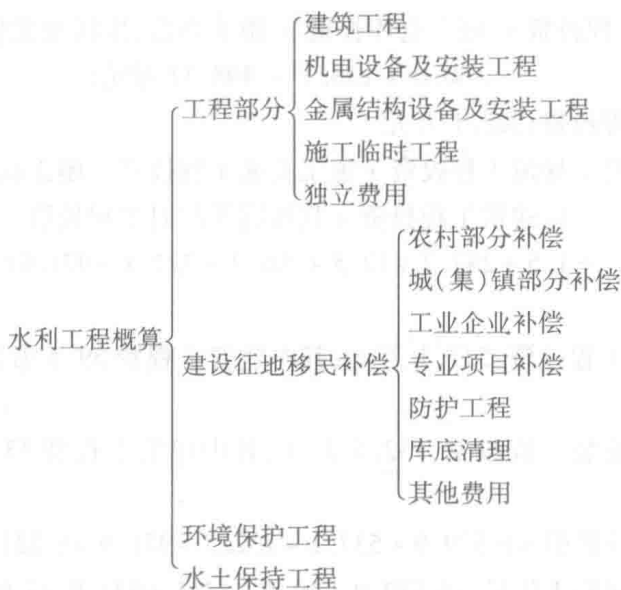 水利工程概算
工程部分
建筑工程
机电设备及安装工程
金属结构设备及安装工程
施工临时工程
独立费用
建设征地移民补偿
农村部分补偿
城(集)镇部分补偿
工业企业补偿
专业项目补偿
防护工程
库底清理
其他费用
环境保护工程
水土保持工程